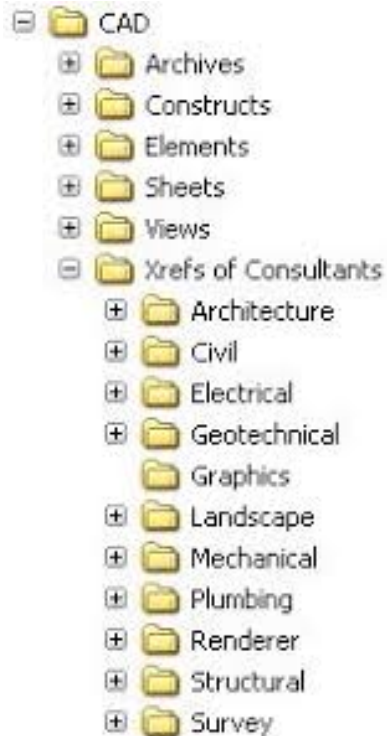 CAD
Archives
Constructs
Elements
Sheets
Views
Xrefs of Consultants
Architecture
Civil
Electrical
Geotechnical
Graphics
Landscape
Mechanical
Plumbing
Renderer
Structural
Survey